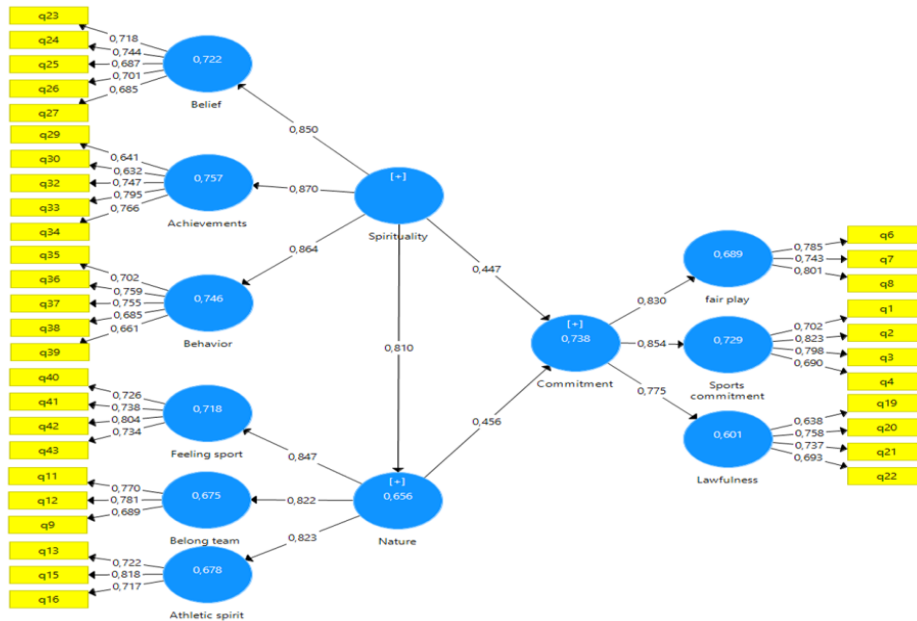 q23
q24
q25
q26
q27
0,718
0,744
0,687
0,701
0,685
0,722
Belief
q29
q30
q32
q33
q34
0,641
0,632
0,747
0,795
0,766
0,757
Achievements
q35
q36
q37
q38
q39
0,702
0,759
0,755
0,685
0,661
0,746
Behavior
q40
q41
q42
q43
0,726
0,738
0,804
0,734
0,718
Feeling sport
q11
q12
q9
0,770
0,781
0,689
0,675
Belong team
q13
q15
q16
0,722
0,818
0,717
0,678
Athletic spirit
0,850
0,870
0,864
[+]
Spirituality
0,810
0,447
0,847
0,822
0,823
[+]
0,656
Nature
0,456
[+]
0,738
Commitment
0,830
0,854
0,775
0,689
fair play
0,785
0,743
0,801
q6
q7
q8
0,729
Sports
commitment
0,702
0,823
0,798
0,690
q1
q2
q3
q4
0,601
Lawfulness
0,638
0,758
0,737
0,693
q19
q20
q21
q22